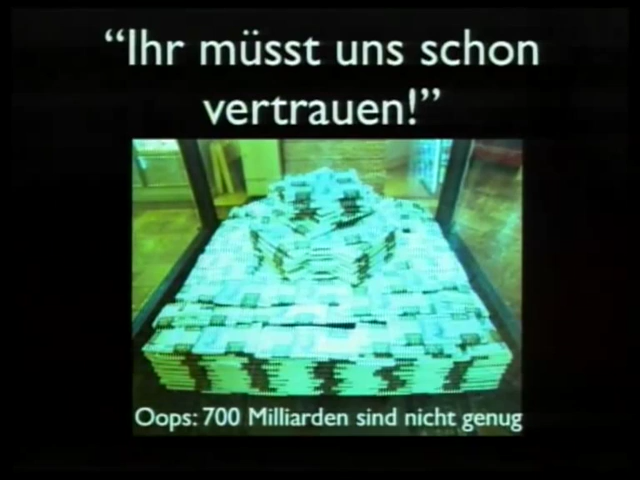 “Ihr müsst uns schon
vertrauen!”
Oops: 700 Milliarden sind nicht genug